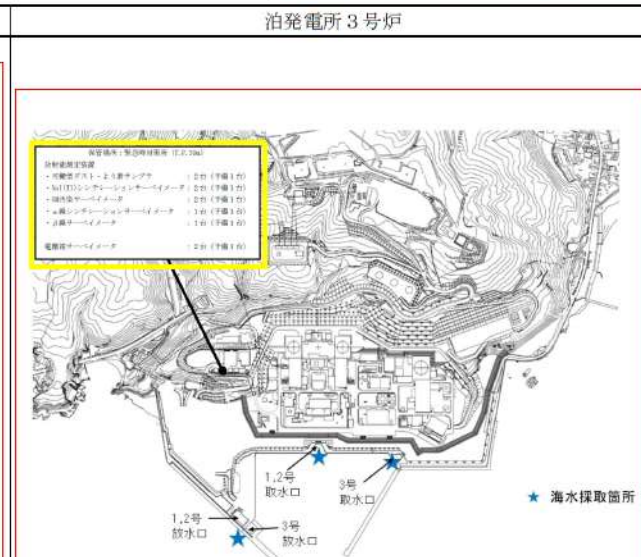 泊発電所3号炉
保管場所：緊急時対策所（T.P.39m）
放射能測定装置
・可搬型ダスト・よう素サンプラ ：2台（予備1台）
・NaI(Tl)シンチレーションサーベイメータ：2台（予備1台）
・GM汚染サーベイメータ ：2台（予備1台）
・α線シンチレーションサーベイメータ ：1台（予備1台）
・β線サーベイメータ ：1台（予備1台）
電離箱サーベイメータ ：2台（予備1台）
1,2号
取水口
3号
取水口
★ 海水採取箇所
1,2号
放水口
3号
放水口